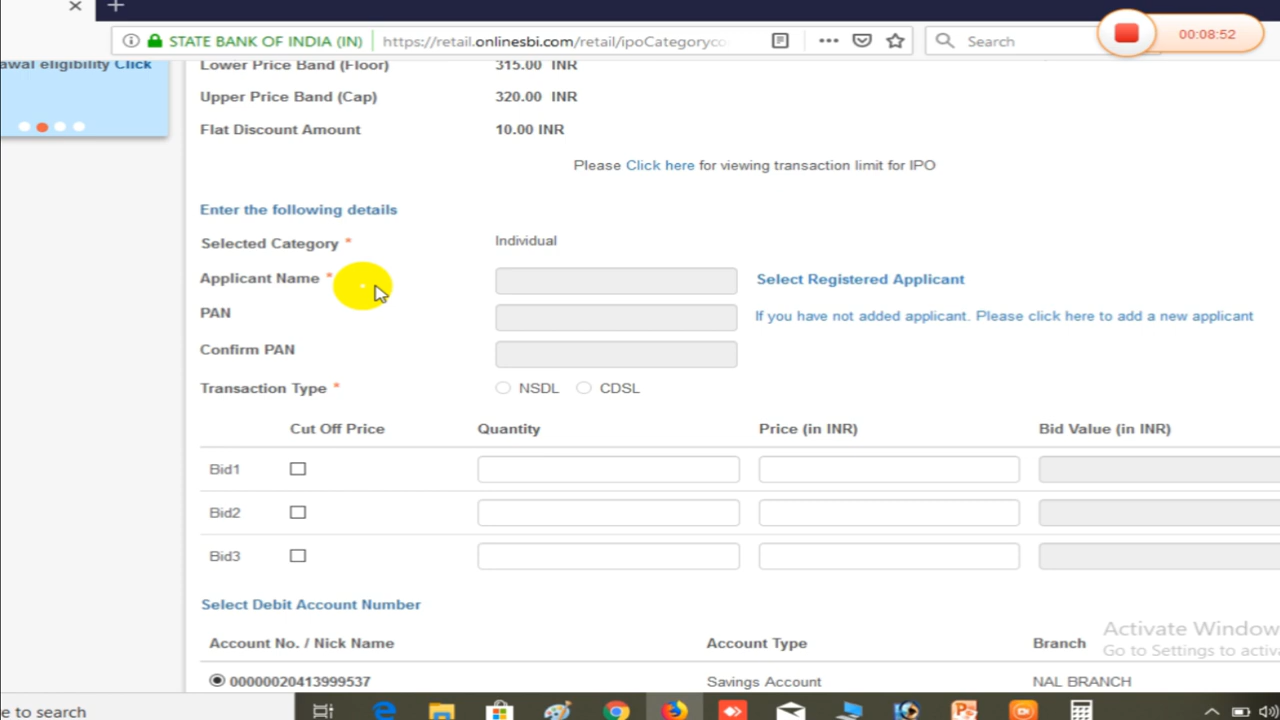 STATE BANK OF INDIA (IN) https://retail.onlinesbi.com/retail/ipoCategoryco Search 00:08:52
awal eligibility Click
Lower Price Band (Floor) 315.00 INR
Upper Price Band (Cap) 320.00 INR
Flat Discount Amount 10.00 INR
Please Click here for viewing transaction limit for IPO
Enter the following details
Selected Category * Individual
Applicant Name * Select Registered Applicant
PAN If you have not added applicant. Please click here to add a new applicant
Confirm PAN
Transaction Type * NSDL CDSL
Cut Off Price Quantity Price (in INR) Bid Value (in INR)
Bid1
Bid2
Bid3
Select Debit Account Number
Account No. / Nick Name Account Type Branch
00000020413999537 Savings Account NAL BRANCH
Activate Window
Go to Settings to activa
e to search